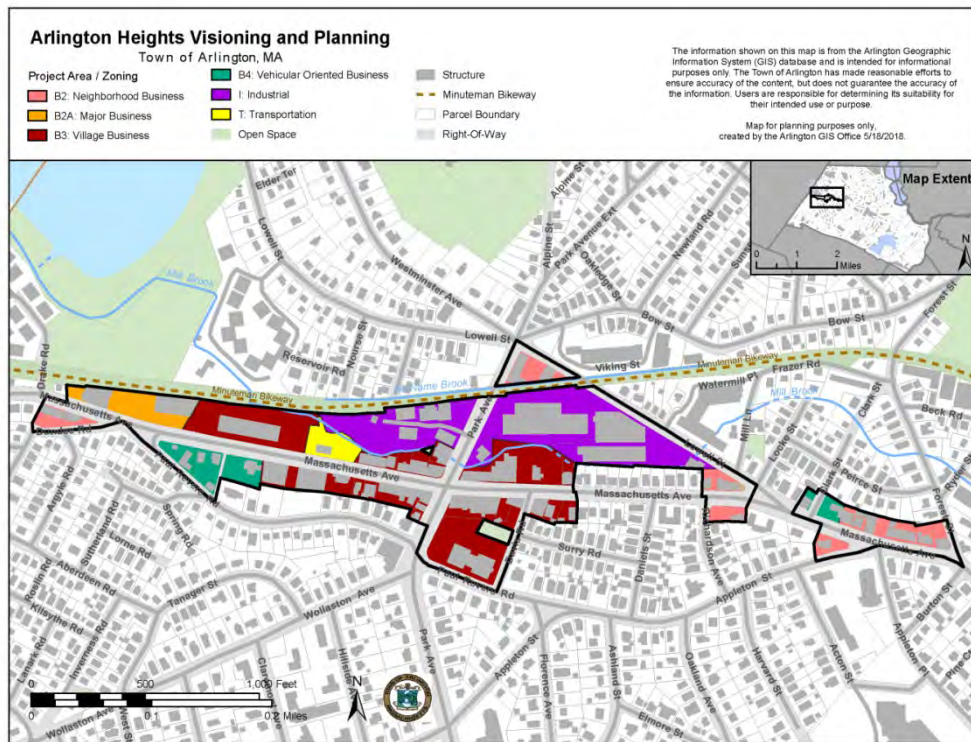 Arlington Heights Visioning and Planning
Town of Arlington, MA
Project Area / Zoning
B2: Neighborhood Business
B2A: Major Business
B3: Village Business
B4: Vehicular Oriented Business
I: Industrial
T: Transportation
Open Space
Structure
Minuteman Bikeway
Parcel Boundary
Right-Of-Way
The information shown on this map is from the Arlington Geographic
Information System (GIS) database and is intended for informational
purposes only. The Town of Arlington has made reasonable efforts to
ensure accuracy of the content, but does not guarantee the accuracy of
the information. Users are responsible for determining its suitability for
their intended use or purpose.
Map for planning purposes only,
created by the Arlington GIS Office 5/18/2018.
Map Extent
N
0 1 2
Miles
Elder Ter
Lowell St
Westminster Ave
Alpine St
Alpine St
Park Avenue Ext
Oakledge St
Newland Rd
Forest St
Mill Brook
Reservoir Rd
Nourse St
Lowell St
Bow St
Bow St
Viking St
Minuteman Bikeway
Frazer Rd
Watermill Pl
Mill Brook
Clark St
Beck Rd
Drake Rd
Minuteman Bikeway
Massachusetts Ave
Park Ave
Mill Ln
Locke St
Peirce St
Ryder St
Massachusetts Ave
Massachusetts Ave
Massachusetts Ave
Argyle Rd
Sutherland Rd
Spring Rd
Lorne Rd
Aberdeen Rd
Roslin Rd
Kilsythe Rd
Lanark Rd
Inverness Rd
Tanager St
Wollaston Ave
Surry Rd
Daniels St
Richardson Ave
Appleton St
Burton St
Park Ave
Appleton St
Florence Ave
Ashland St
Oakland Ave
Harvard St
Acton St
Appleton Pl
Elmore St
Wollaston Ave
West St
0 500 1,000 Feet
0 0.1 0.2 Miles
N